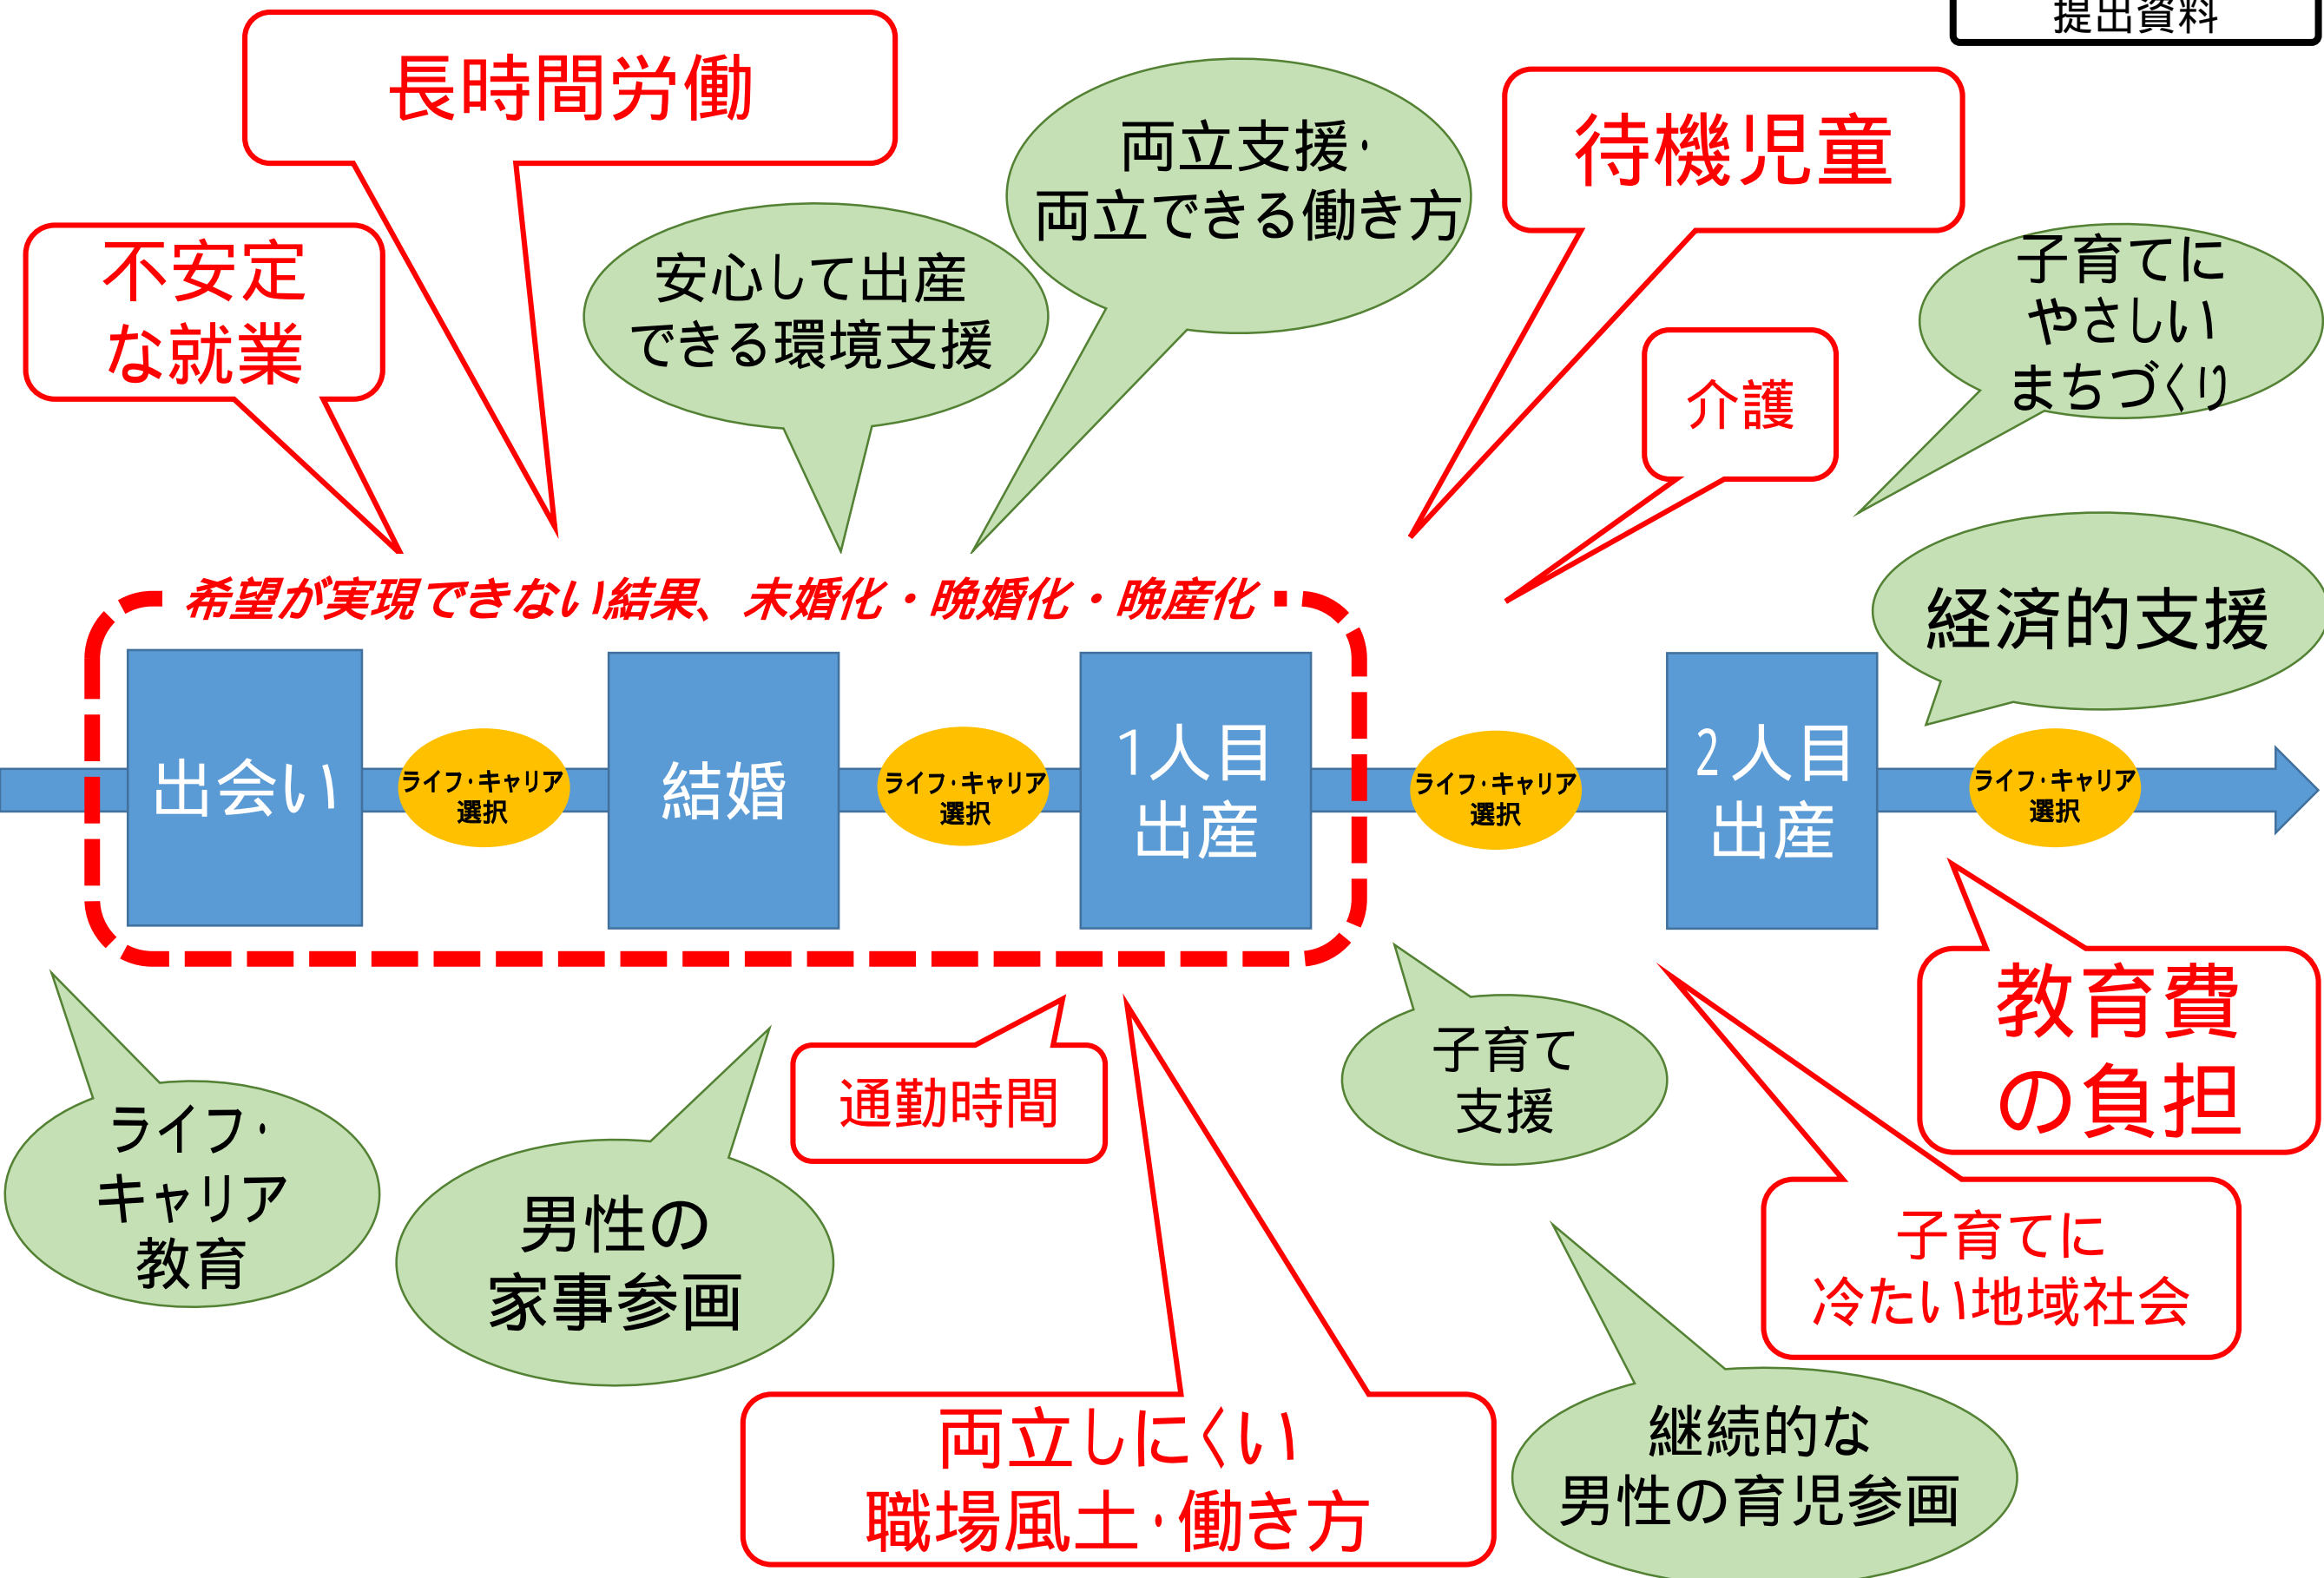 提出資料
長時間労働
両立支援・
両立できる働き方
待機児童
不安定
な就業
安心して出産
できる環境支援
子育てに
やさしい
まちづくり
介護
希望が実現できない結果、未婚化・晩婚化・晩産化
経済的支援
出会い
ライフ・キャリア
選択
結婚
ライフ・キャリア
選択
1人目
出産
ライフ・キャリア
選択
2人目
出産
ライフ・キャリア
選択
教育費
の負担
通勤時間
子育て
支援
ライフ・
キャリア
教育
男性の
家事参画
子育てに
冷たい地域社会
両立しにくい
職場風土・働き方
継続的な
男性の育児参画